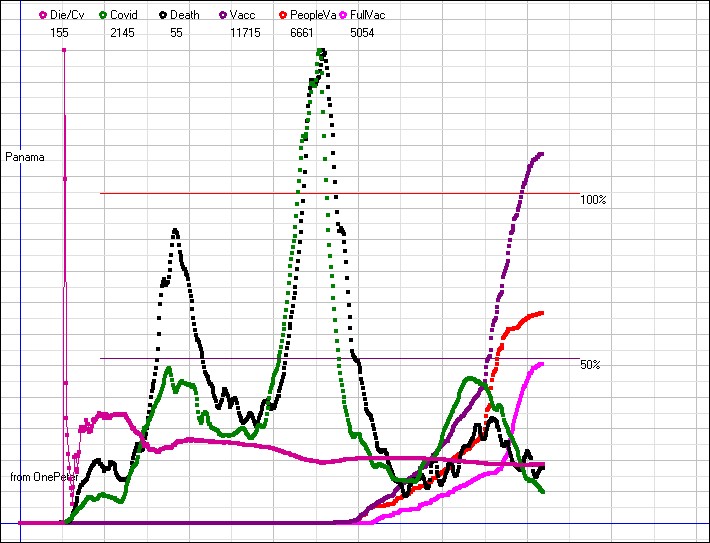 Die/Cv Covid Death Vacc PeopleVa FullVac
155 2145 55 11715 6661 5054
Panama
100%
50%
from OnePeter